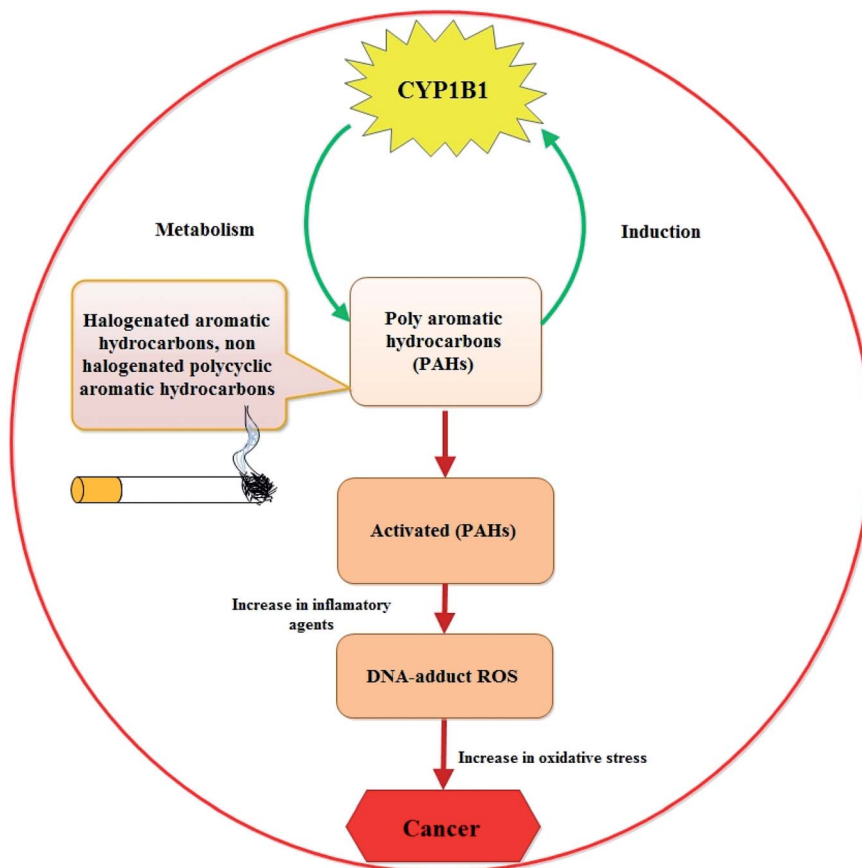 CYP1B1
Metabolism
Induction
Halogenated aromatic
hydrocarbons, non
halogenated polycyclic
aromatic hydrocarbons
Poly aromatic
hydrocarbons
(PAHs)
Activated (PAHs)
Increase in inflamatory
agents
DNA-adduct ROS
Increase in oxidative stress
Cancer